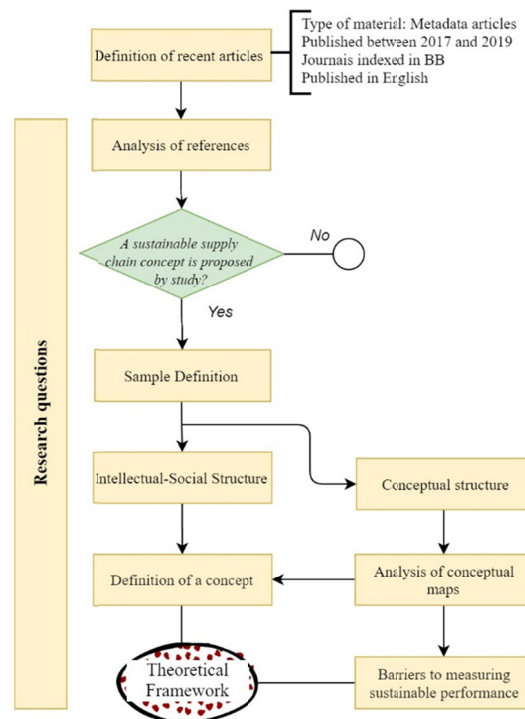 Type of material: Metadata articles
Published between 2017 and 2019
Journais indexed in BB
Published in Erglish
Definition of recent articles
Analysis of references
A sustainable supply
chain concept is proposed
by study?
No
Yes
Research questions
Sample Definition
Intellectual-Social Structure
Conceptual structure
Definition of a concept
Analysis of conceptual
maps
Theoretical
Framework
Barriers to measuring
sustainable performance